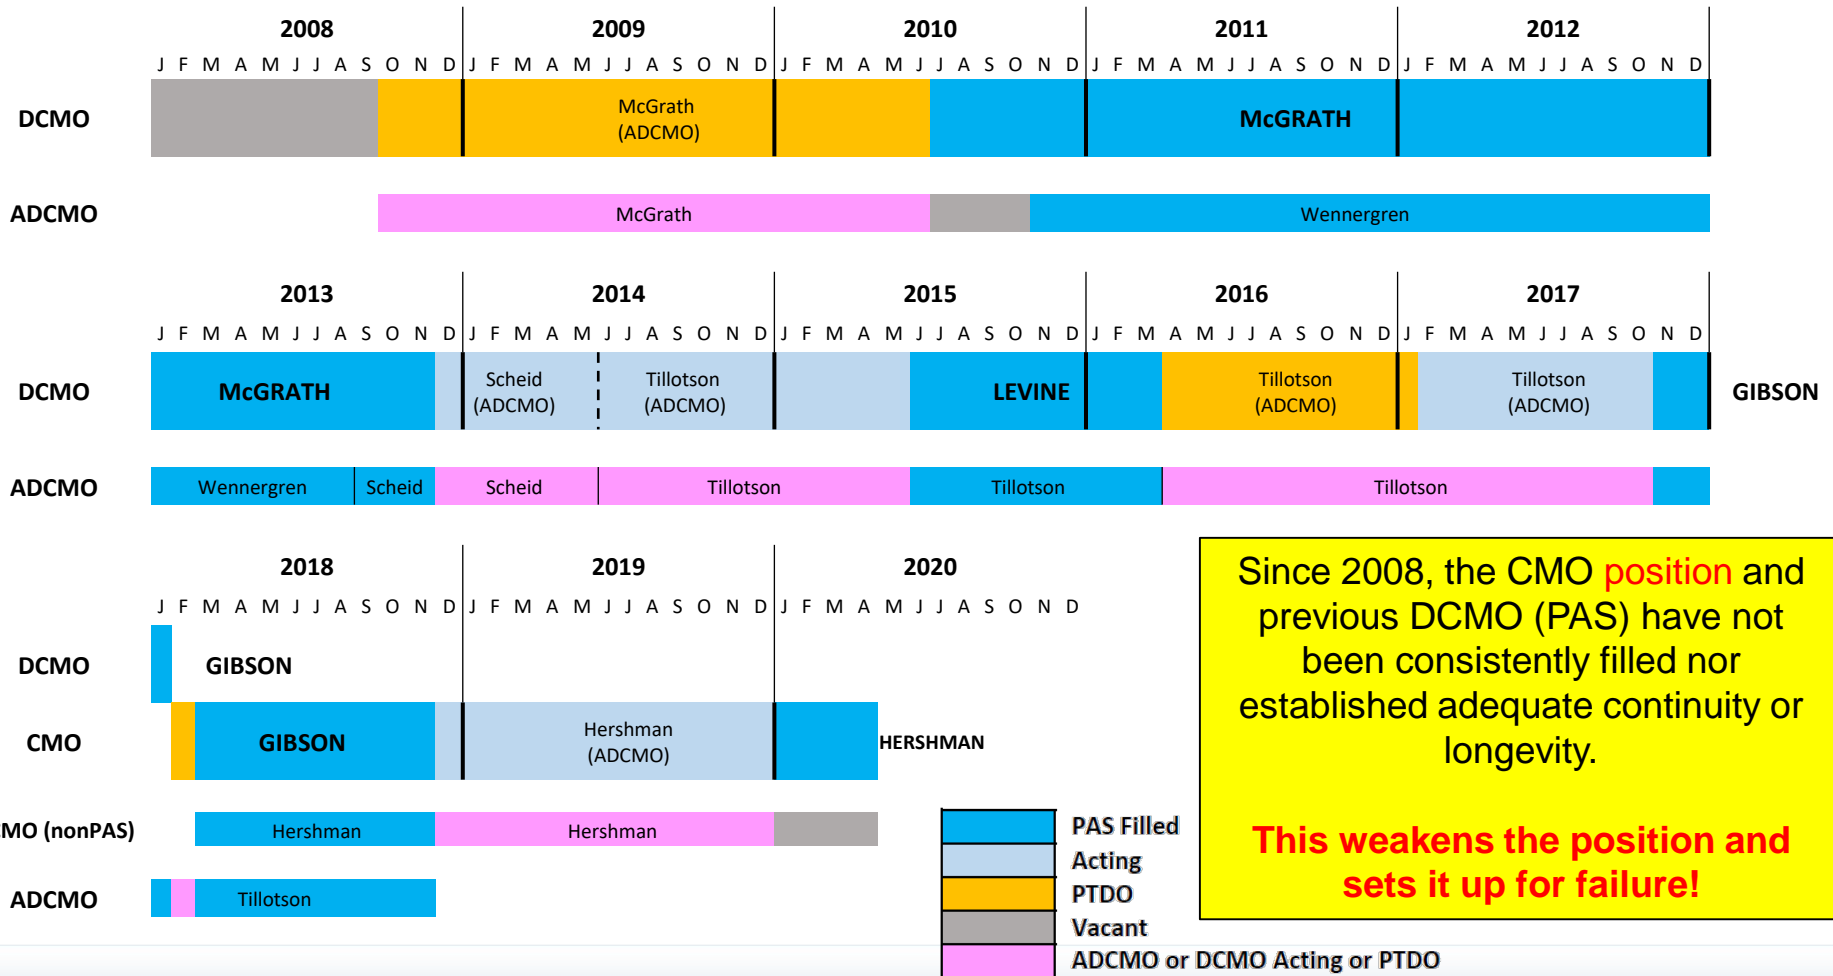 2008 2009 2010 2011 2012
J F M A M J J A S O N D J F M A M J J A S O N D J F M A M J J A S O N D J F M A M J J A S O N D J F M A M J J A S O N D
DCMO
McGrath
(ADCMO)
McGRATH
ADCMO
McGrath
Wennergren
2013 2014 2015 2016 2017
J F M A M J J A S O N D J F M A M J J A S O N D J F M A M J J A S O N D J F M A M J J A S O N D J F M A M J J A S O N D
DCMO
McGRATH
Scheid
(ADCMO)
Tillotson
(ADCMO)
LEVINE
Tillotson
(ADCMO)
Tillotson
(ADCMO)
GIBSON
ADCMO
Wennergren
Scheid
Scheid
Tillotson
Tillotson
Tillotson
2018 2019 2020
J F M A M J J A S O N D J F M A M J J A S O N D J F M A M J J A S O N D
DCMO
GIBSON
CMO
GIBSON
Hershman
(ADCMO)
HERSHMAN
CMO (nonPAS)
Hershman
Hershman
ADCMO
Tillotson
PAS Filled
Acting
PTDO
Vacant
ADCMO or DCMO Acting or PTDO
Since 2008, the CMO position and
previous DCMO (PAS) have not
been consistently filled nor
established adequate continuity or
longevity.
This weakens the position and
sets it up for failure!